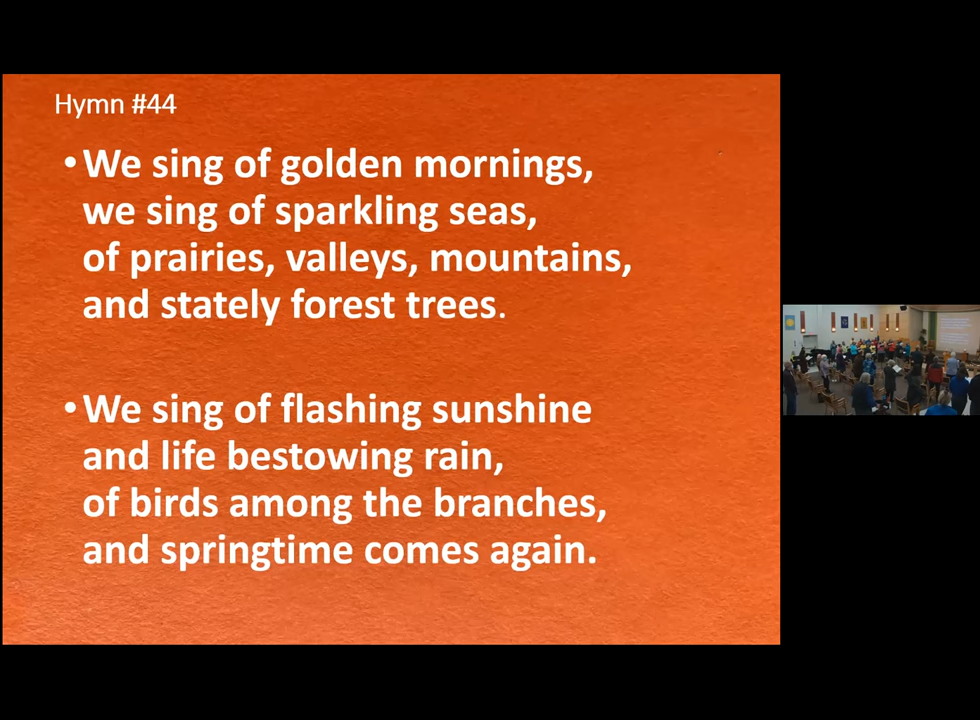 Hymn #44
• We sing of golden mornings,
we sing of sparkling seas,
of prairies, valleys, mountains,
and stately forest trees.
• We sing of flashing sunshine
and life bestowing rain,
of birds among the branches,
and springtime comes again.